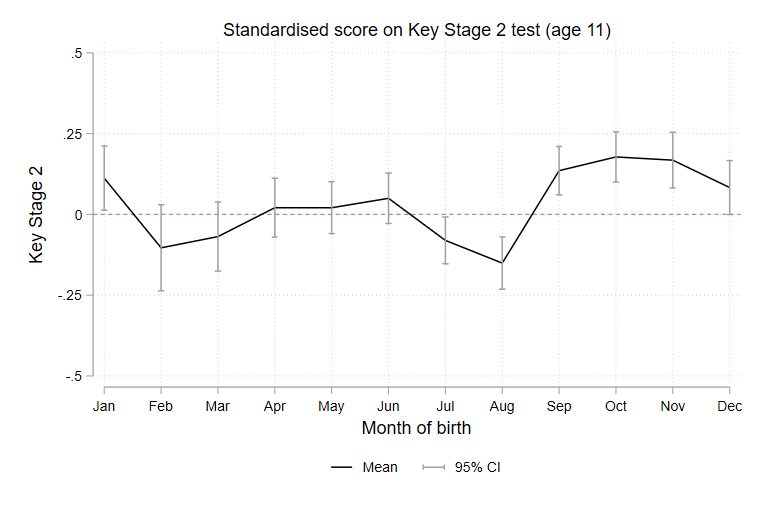 Standardised score on Key Stage 2 test (age 11)
.5
.25
0
-.25
-.5
Key Stage 2
Jan Feb Mar Apr May Jun Jul Aug Sep Oct Nov Dec
Month of birth
Mean 95% CI